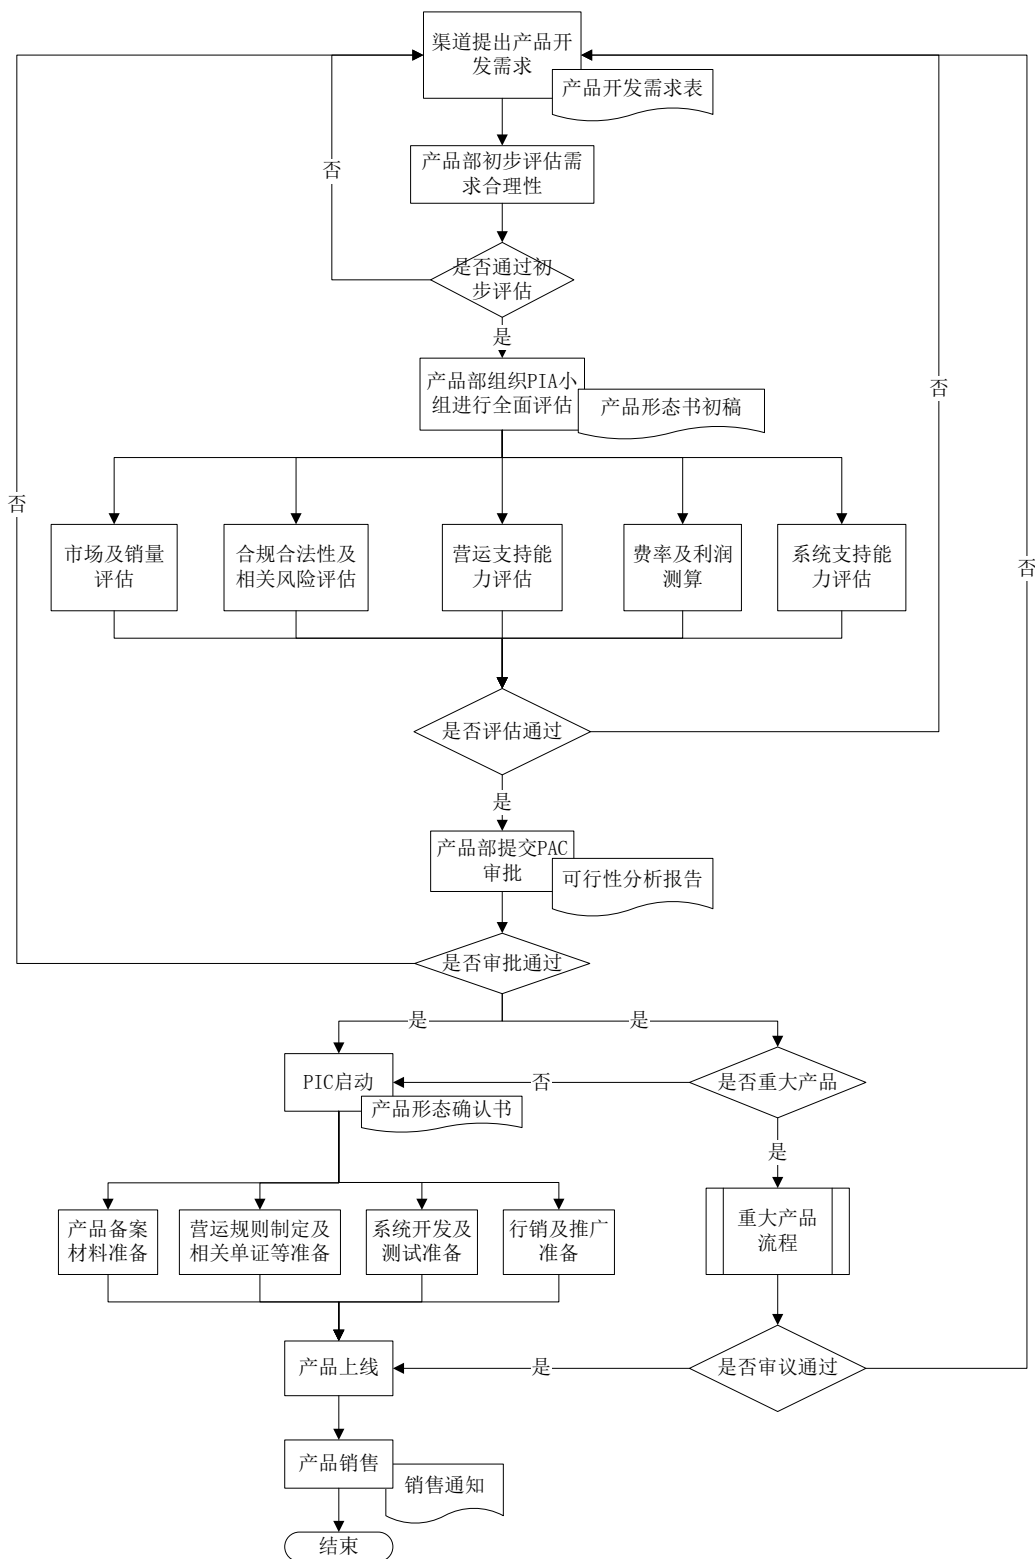 渠道提出产品开
发需求
产品开发需求表
产品部初步评估需
求合理性
否
是否通过初
步评估
是
产品部组织PIA小
组进行全面评估
产品形态书初稿
否
否
否
市场及销量
评估
合规合法性及
相关风险评估
营运支持能
力评估
费率及利润
测算
系统支持能
力评估
是否评估通过
是
产品部提交PAC
审批
可行性分析报告
是否审批通过
是
是
PIC启动
产品形态确认书
否
是否重大产品
是
产品备案
材料准备
营运规则制定及
相关单证等准备
系统开发及
测试准备
行销及推广
准备
重大产品
流程
产品上线
是
是否审议通过
产品销售
销售通知
结束